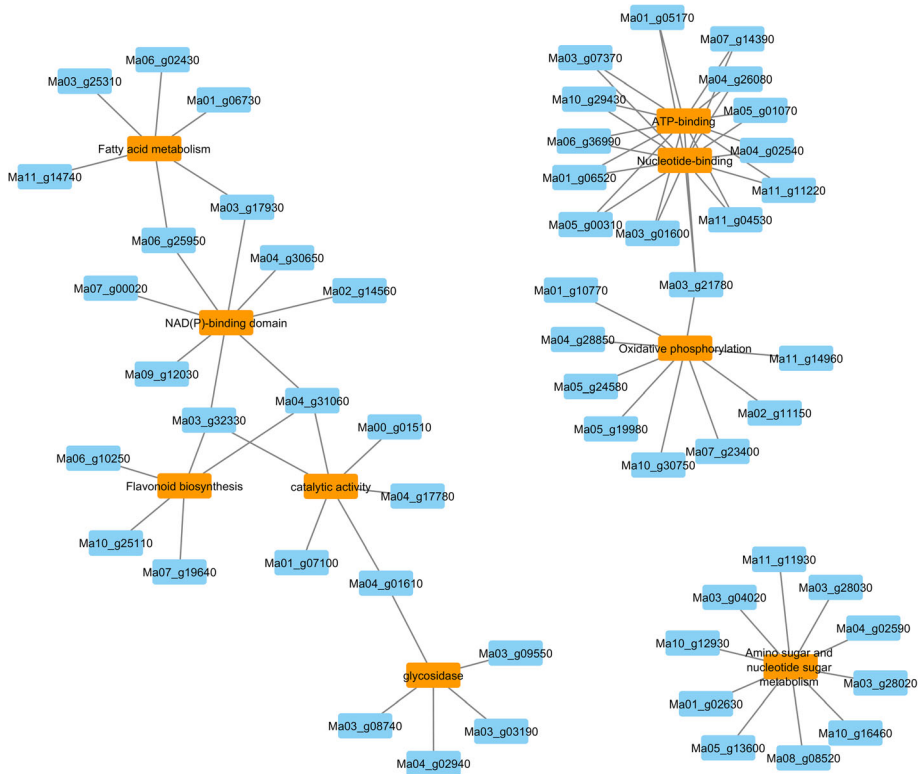 Ma06_g02430
Ma03_g25310
Ma01_g06730
Fatty acid metabolism
Ma11_g14740
Ma03_g17930
Ma06_g25950
Ma04_g30650
Ma07_g00020
Ma02_g14560
NAD(P)-binding domain
Ma09_g12030
Ma04_g31060
Ma03_g32330
Ma00_g01510
Ma06_g10250
Flavonoid biosynthesis
catalytic activity
Ma04_g17780
Ma10_g25110
Ma01_g07100
Ma07_g19640
Ma04_g01610
Ma03_g09550
glycosidase
Ma03_g08740
Ma03_g03190
Ma04_g02940
Ma01_g05170
Ma07_g14390
Ma03_g07370
Ma04_g26080
Ma10_g29430
Ma05_g01070
ATP-binding
Ma06_g36990
Ma04_g02540
Nucleotide-binding
Ma01_g06520
Ma11_g11220
Ma05_g00310
Ma11_g04530
Ma03_g01600
Ma03_g21780
Ma01_g10770
Ma04_g28850
Oxidative phosphorylation
Ma11_g14960
Ma05_g24580
Ma02_g11150
Ma05_g19980
Ma07_g23400
Ma10_g30750
Ma11_g11930
Ma03_g04020
Ma03_g28030
Ma04_g02590
Ma10_g12930
Amino sugar and
nucleotide sugar
metabolism
Ma03_g28020
Ma01_g02630
Ma10_g16460
Ma05_g13600
Ma08_g08520